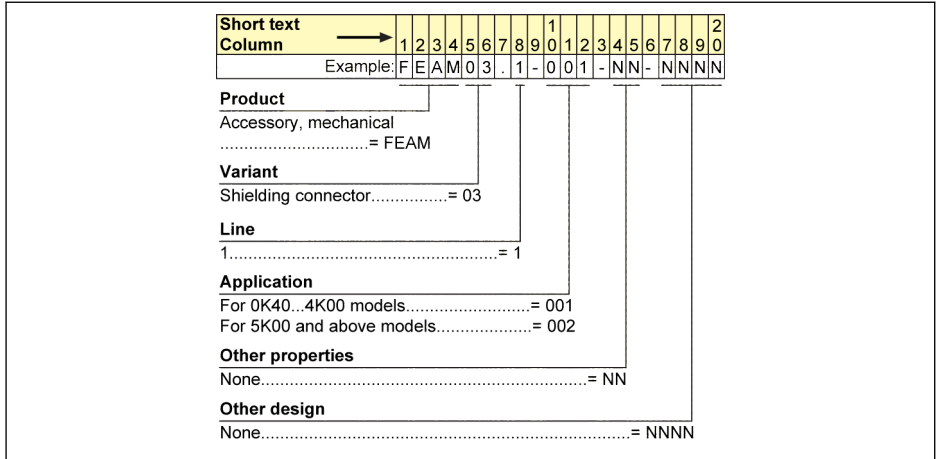 Short text 1 2
Column 1 2 3 4 5 6 7 8 9 0 1 2 3 4 5 6 7 8 9 0
Example: F E A M 0 3 . 1 - 0 0 1 - N N - N N N N
Product
Accessory, mechanical
...............................= FEAM
Variant
Shielding connector................= 03
Line
1........................................................= 1
Application
For 0K40...4K00 models..........................= 001
For 5K00 and above models....................= 002
Other properties
None....................................................................= NN
Other design
None.............................................................................= NNNN